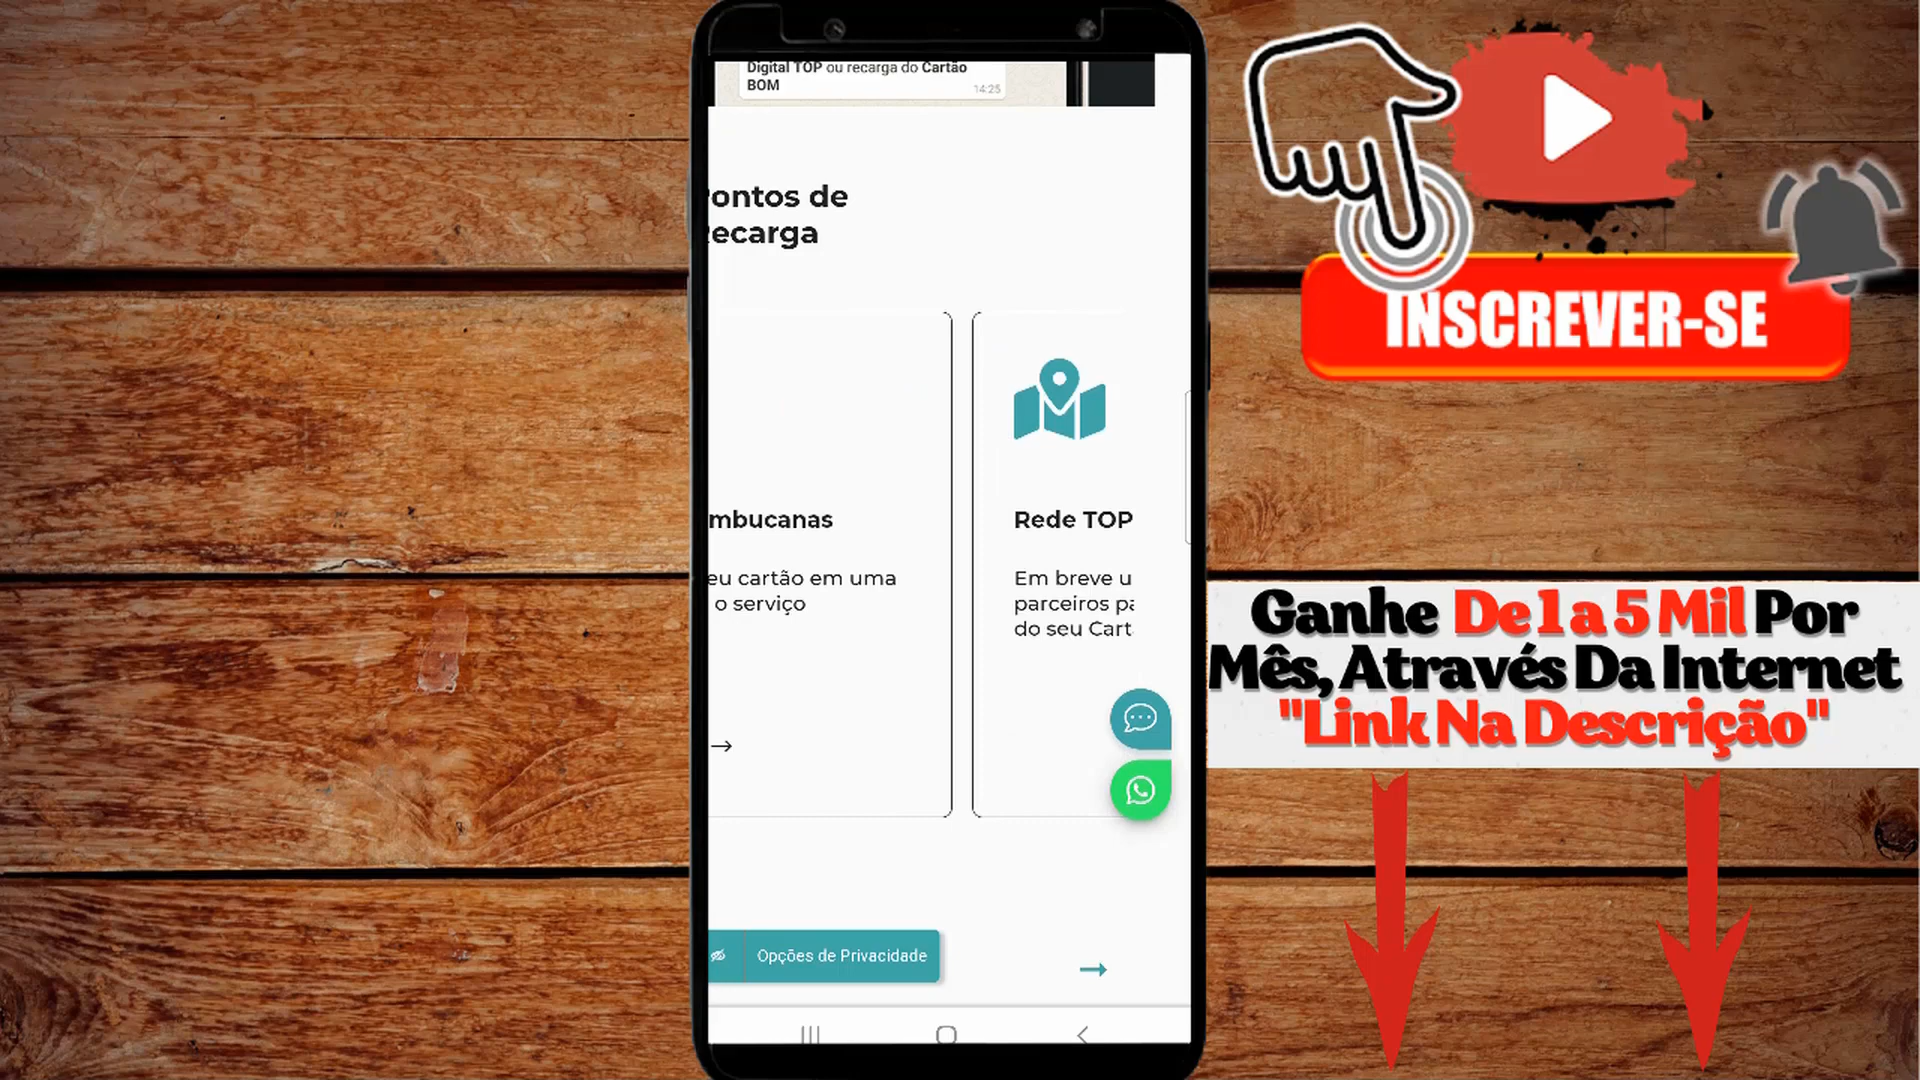 Digital TOP ou recarga do Cartão
BOM
14:25
ontos de
ecarga
mbucanas
eu cartão em uma
o serviço
Rede TOP
Em breve u
parceiros pa
do seu Cart
Opções de Privacidade
INSCREVER-SE
Ganhe De 1 a 5 Mil Por
Mês, Através Da Internet
"Link Na Descrição"